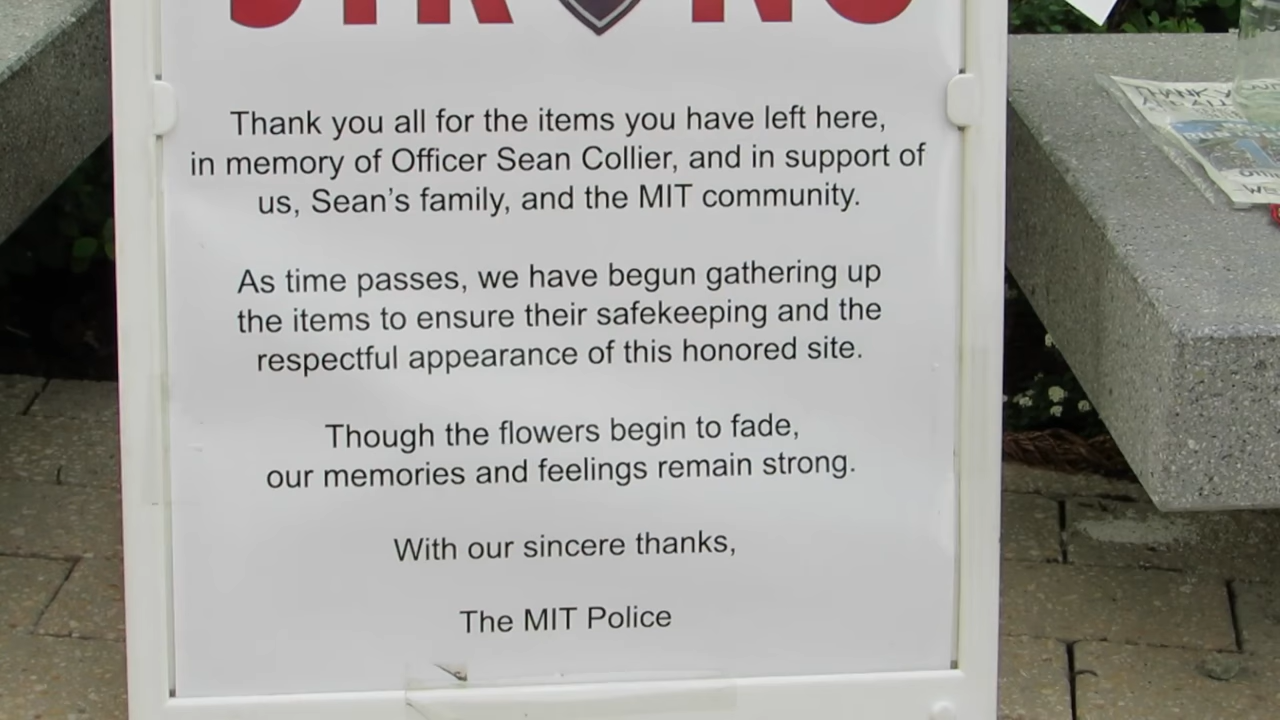 STRONG
Thank you all for the items you have left here,
in memory of Officer Sean Collier, and in support of
us, Sean's family, and the MIT community.
As time passes, we have begun gathering up
the items to ensure their safekeeping and the
respectful appearance of this honored site.
Though the flowers begin to fade,
our memories and feelings remain strong.
With our sincere thanks,
The MIT Police
THANK